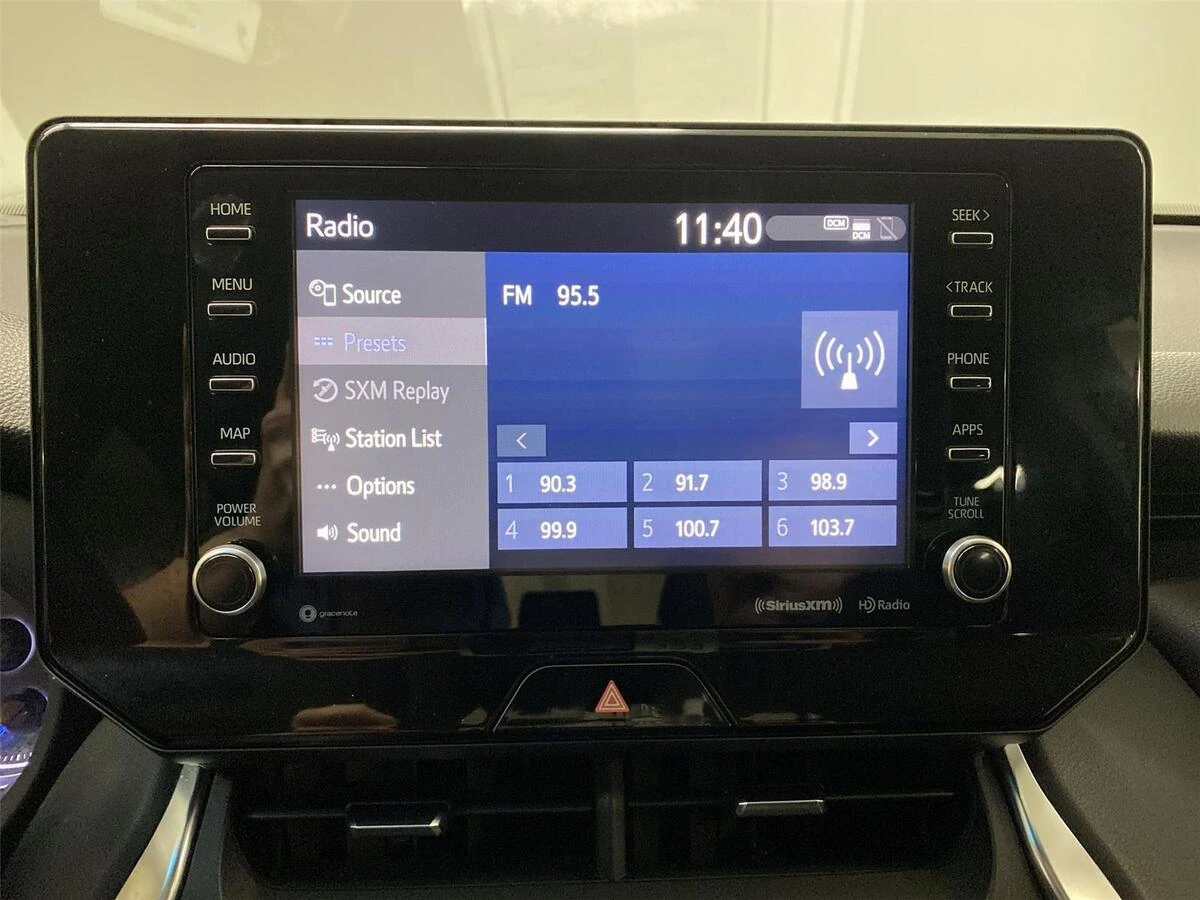 HOME
MENU
AUDIO
MAP
POWER
VOLUME
Radio
11:40
DCM
DCM
Source
Presets
SXM Replay
Station List
Options
Sound
FM 95.5
<
>
1 90.3
2 91.7
3 98.9
4 99.9
5 100.7
6 103.7
SEEK>
<TRACK
PHONE
APPS
TUNE
SCROLL
gracenote
((SiriusXM))
HD Radio